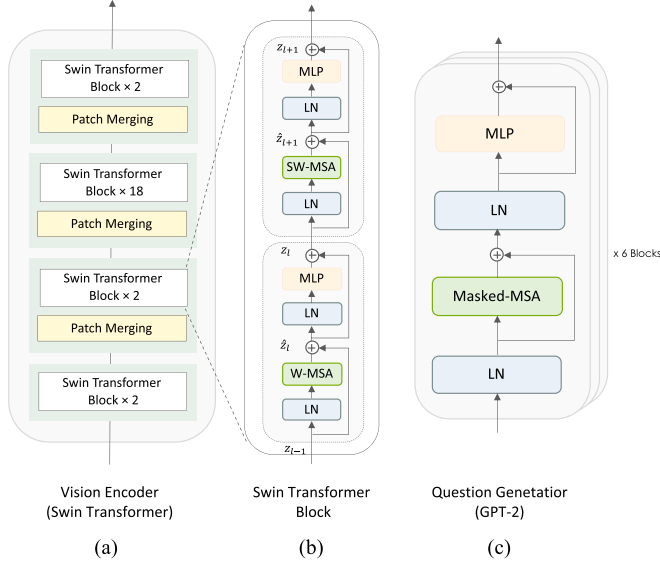 Swin Transformer
Block × 2
Patch Merging
Swin Transformer
Block × 18
Patch Merging
Swin Transformer
Block × 2
Patch Merging
Swin Transformer
Block × 2
Vision Encoder
(Swin Transformer)
(a)
z_{l+1}
MLP
LN
ẑ_{l+1}
SW-MSA
LN
z_l
MLP
LN
ẑ_l
W-MSA
LN
z_{l−1}
Swin Transformer
Block
(b)
MLP
LN
Masked-MSA
LN
x 6 Blocks
Question Genetatior
(GPT-2)
(c)